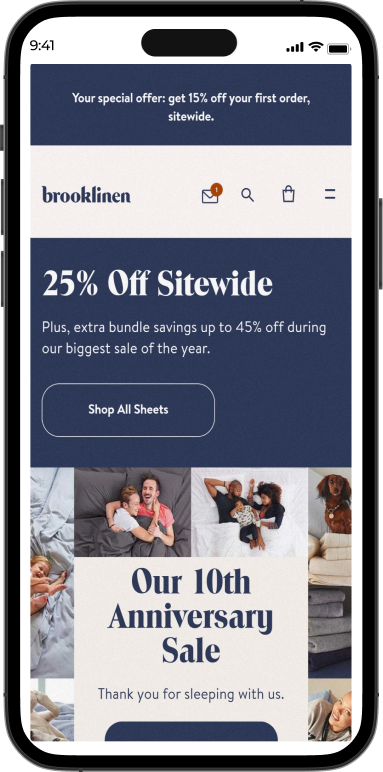 9:41
Your special offer: get 15% off your first order,
sitewide.
brooklinen
!
25% Off Sitewide
Plus, extra bundle savings up to 45% off during
our biggest sale of the year.
Shop All Sheets
Our 10th
Anniversary
Sale
Thank you for sleeping with us.